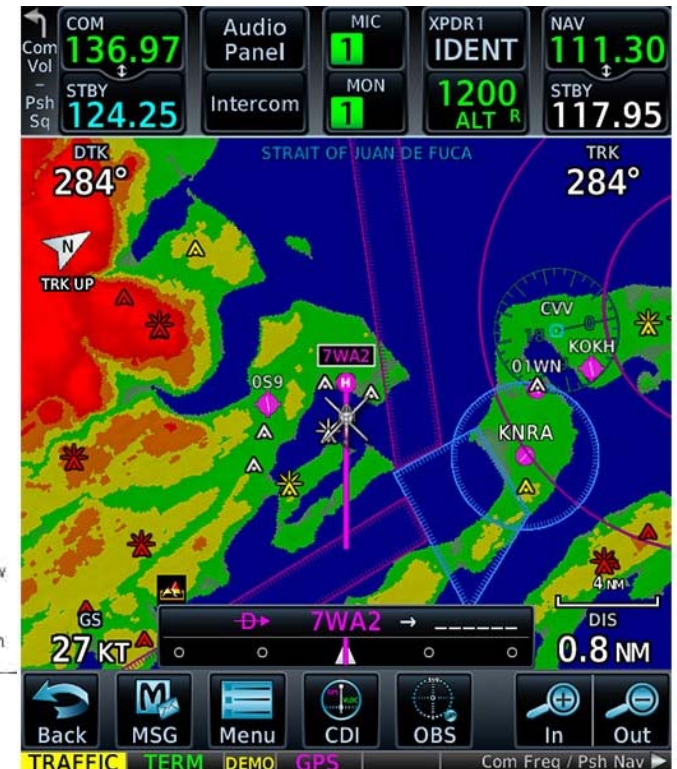 Com
Vol
–
Psh
Sq
COM
136.97
STBY
124.25
Audio
Panel
Intercom
MIC
1
MON
1
XPDR1
IDENT
1200
ALT R
NAV
111.30
STBY
117.95
DTK
284°
STRAIT OF JUAN DE FUCA
TRK
284°
N
TRK UP
CVV
KOKH
7WA2
01WN
0S9
H
KNRA
4 NM
GS
27 KT
D 7WA2 → ______
DIS
0.8 NM
Back
MSG
Menu
CDI
OBS
In
Out
TRAFFIC TERM DEMO GPS Com Freq / Psh Nav